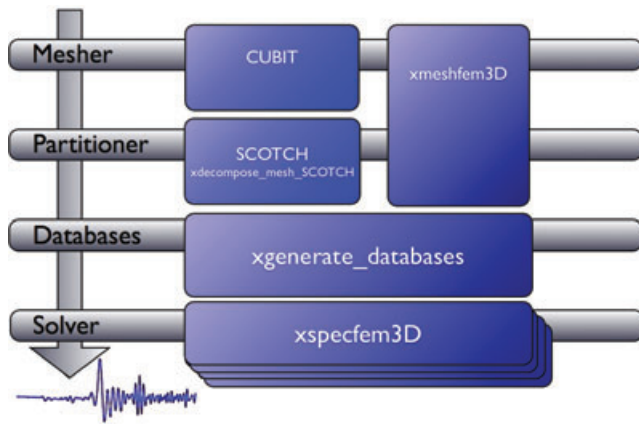 Mesher
CUBIT
xmeshfem3D
Partitioner
SCOTCH
xdecompose_mesh_SCOTCH
Databases
xgenerate_databases
Solver
xspecfem3D